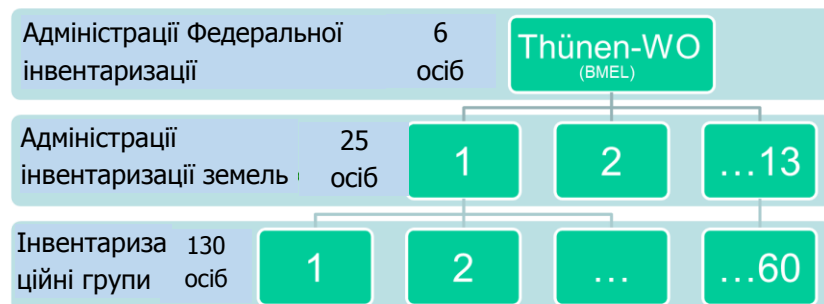 Адміністрації Федеральної
інвентаризації
6
осіб
Thünen-WO
(BMEL)
Адміністрації
інвентаризації земель
25
осіб
1
2
...13
Інвентариза
ційні групи
130
осіб
1
2
...
...60